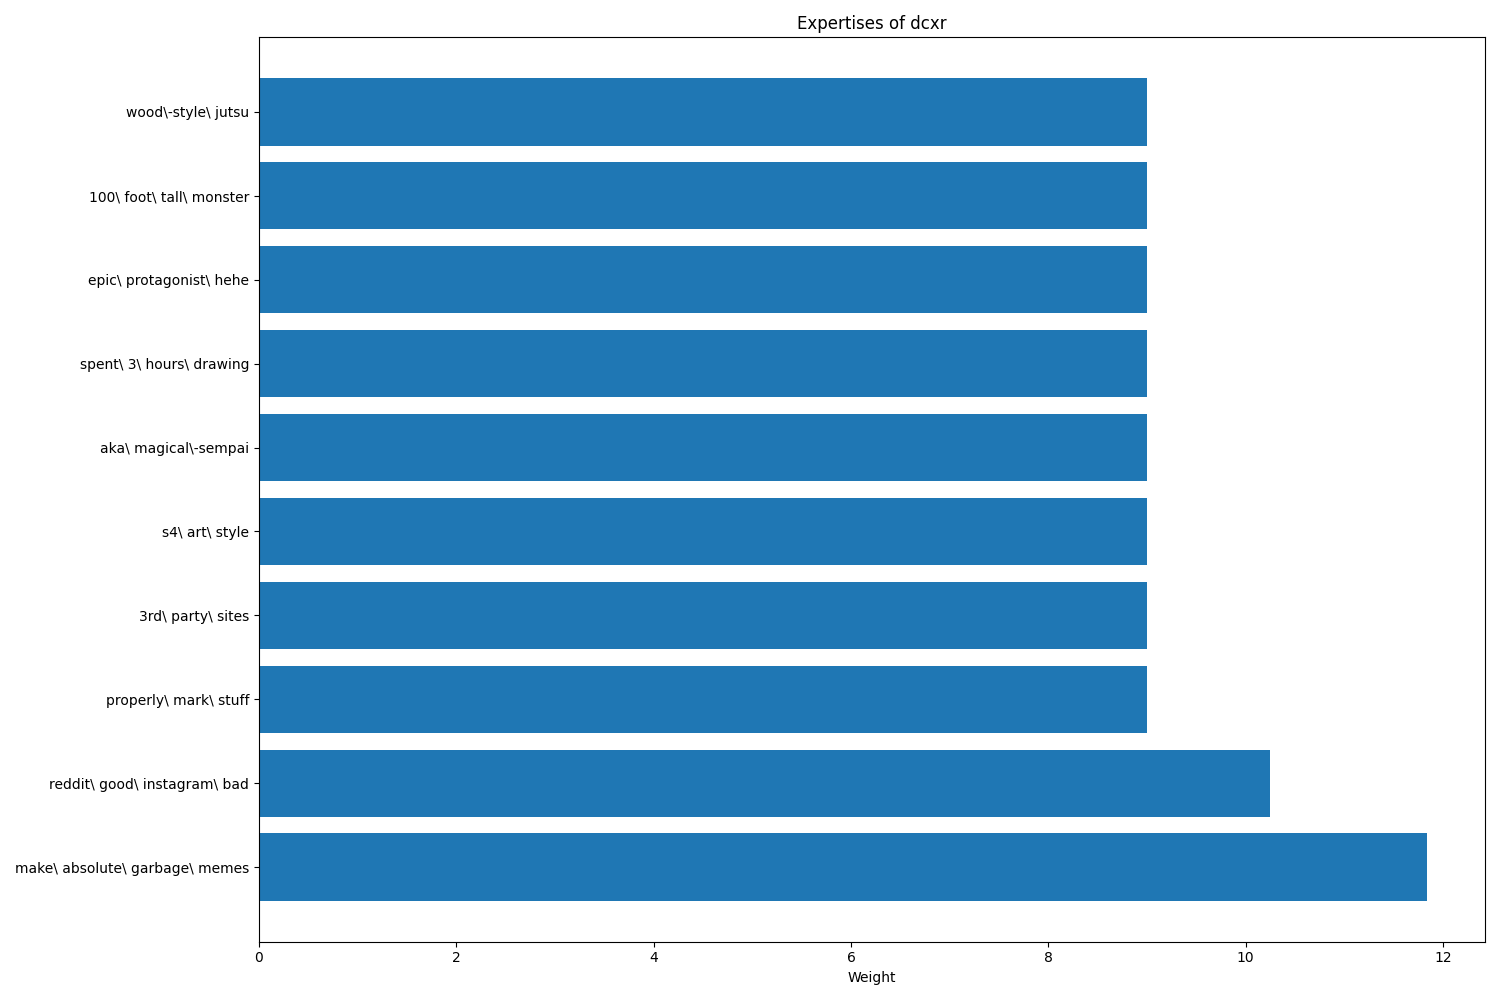 Expertises of dcxr
wood\-style\ jutsu
100\ foot\ tall\ monster
epic\ protagonist\ hehe
spent\ 3\ hours\ drawing
aka\ magical\-sempai
s4\ art\ style
3rd\ party\ sites
properly\ mark\ stuff
reddit\ good\ instagram\ bad
make\ absolute\ garbage\ memes
0 2 4 6 8 10 12
Weight